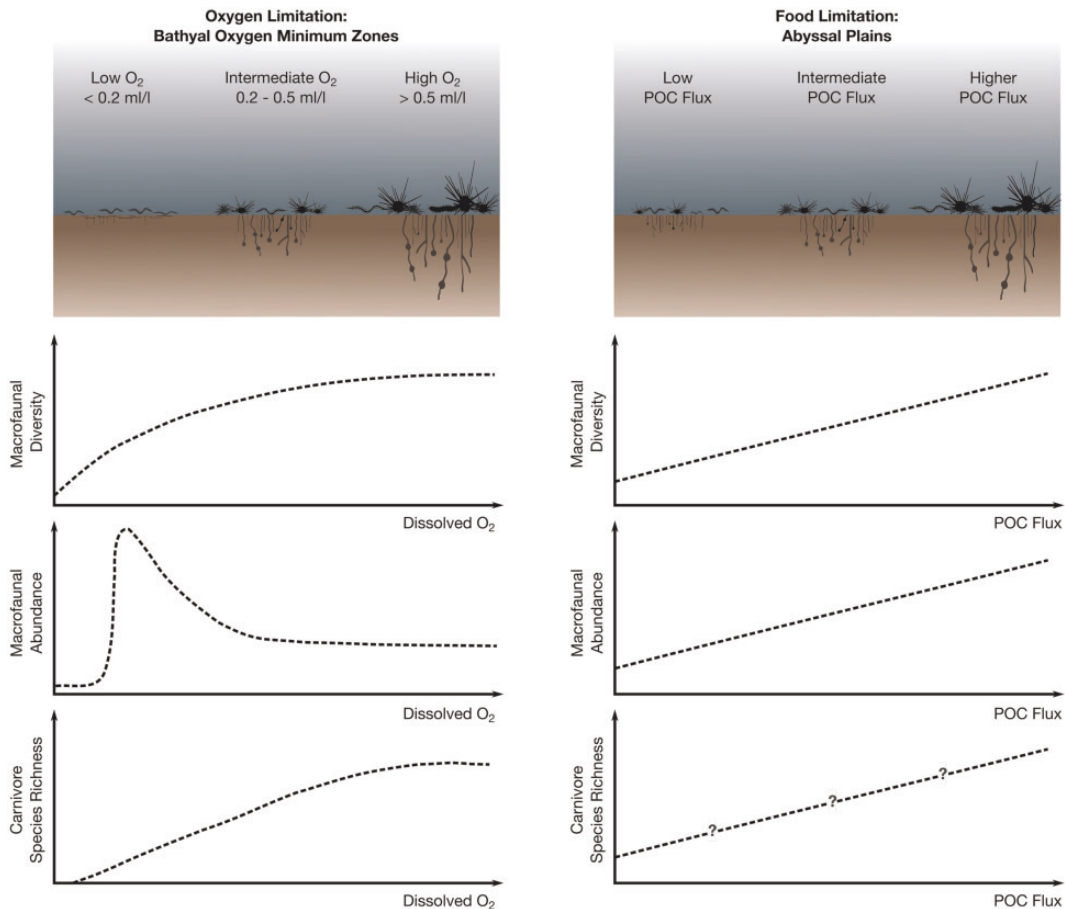 Oxygen Limitation:
Bathyal Oxygen Minimum Zones
Low O₂
< 0.2 ml/l
Intermediate O₂
0.2 - 0.5 ml/l
High O₂
> 0.5 ml/l
Food Limitation:
Abyssal Plains
Low
POC Flux
Intermediate
POC Flux
Higher
POC Flux
Macrofaunal
Diversity
Dissolved O₂
Macrofaunal
Diversity
POC Flux
Macrofaunal
Abundance
Dissolved O₂
Macrofaunal
Abundance
POC Flux
Carnivore
Species Richness
Dissolved O₂
Carnivore
Species Richness
? ? ?
POC Flux